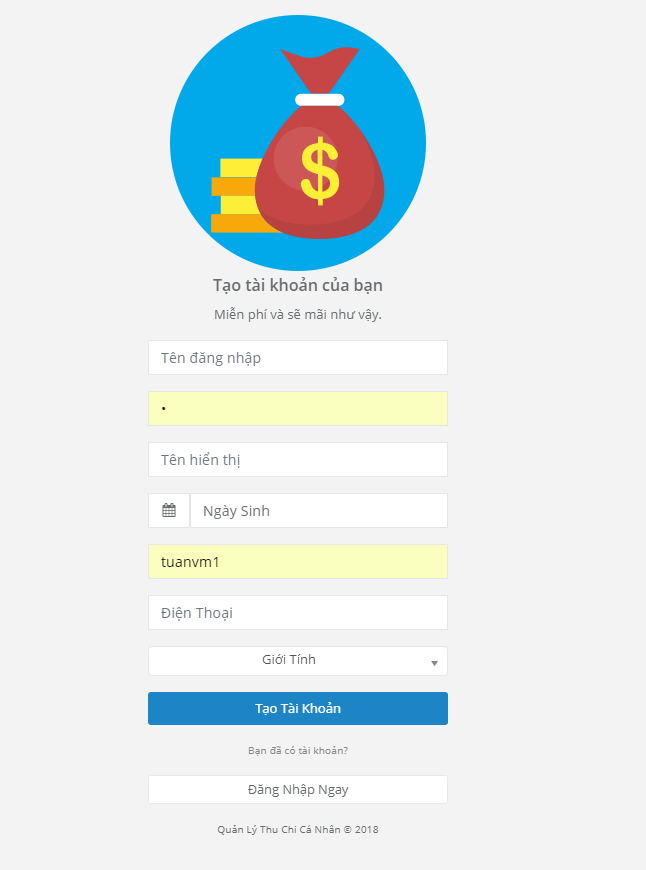 $
Tạo tài khoản của bạn
Miễn phí và sẽ mãi như vậy.
Tên đăng nhập
•
Tên hiển thị
Ngày Sinh
tuanvm1
Điện Thoại
Giới Tính
Tạo Tài Khoản
Bạn đã có tài khoản?
Đăng Nhập Ngay
Quản Lý Thu Chi Cá Nhân © 2018